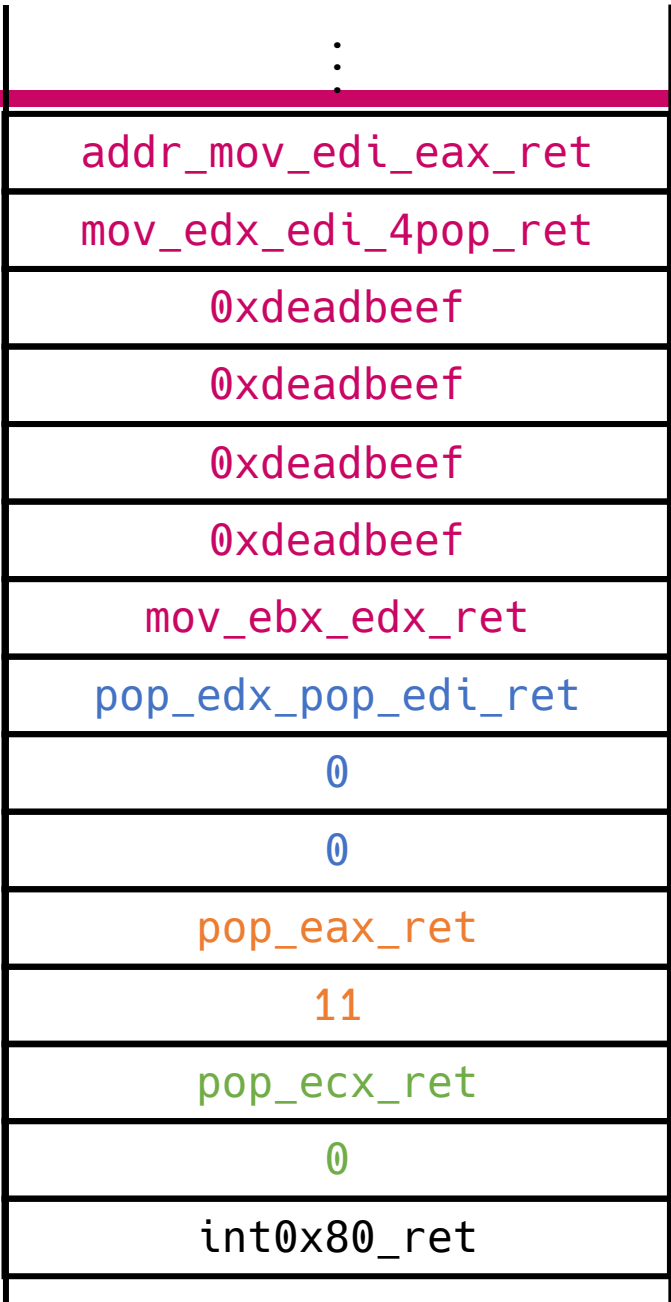 ⋮
addr_mov_edi_eax_ret
mov_edx_edi_4pop_ret
0xdeadbeef
0xdeadbeef
0xdeadbeef
0xdeadbeef
mov_ebx_edx_ret
pop_edx_pop_edi_ret
0
0
pop_eax_ret
11
pop_ecx_ret
0
int0x80_ret